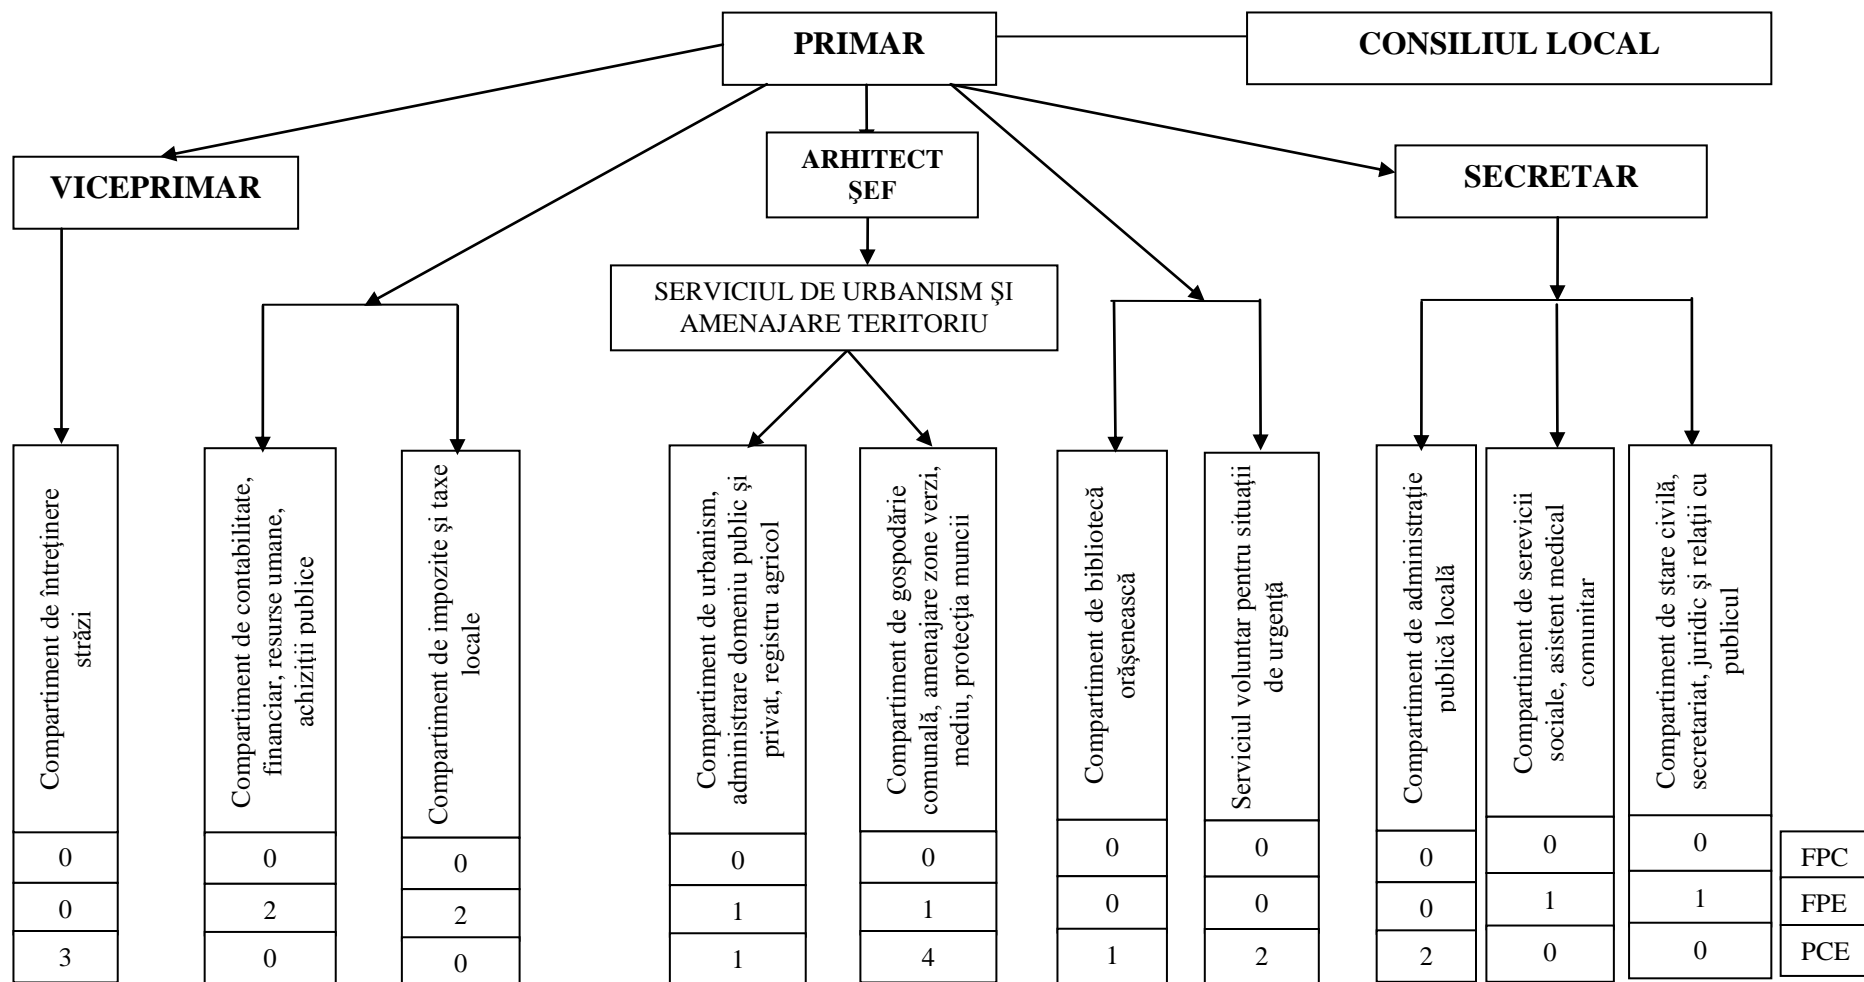 PRIMAR
CONSILIUL LOCAL
VICEPRIMAR
ARHITECT
ŞEF
SECRETAR
SERVICIUL DE URBANISM ŞI
AMENAJARE TERITORIU
Compartiment de întreţinere
străzi
Compartiment de contabilitate,
financiar, resurse umane,
achiziţii publice
Compartiment de impozite şi taxe
locale
Compartiment de urbanism,
administrare domeniu public şi
privat, registru agricol
Compartiment de gospodărie
comunală, amenajare zone verzi,
mediu, protecţia muncii
Compartiment de bibliotecă
orăşenească
Serviciul voluntar pentru situaţii
de urgenţă
Compartiment de administraţie
publică locală
Compartiment de serevicii
sociale, asistent medical
comunitar
Compartiment de stare civilă,
secretariat, juridic şi relaţii cu
publicul
0 0 0 0 0 0 0 0 0 0 FPC
0 2 2 1 1 0 0 0 1 1 FPE
3 0 0 1 4 1 2 2 0 0 PCE